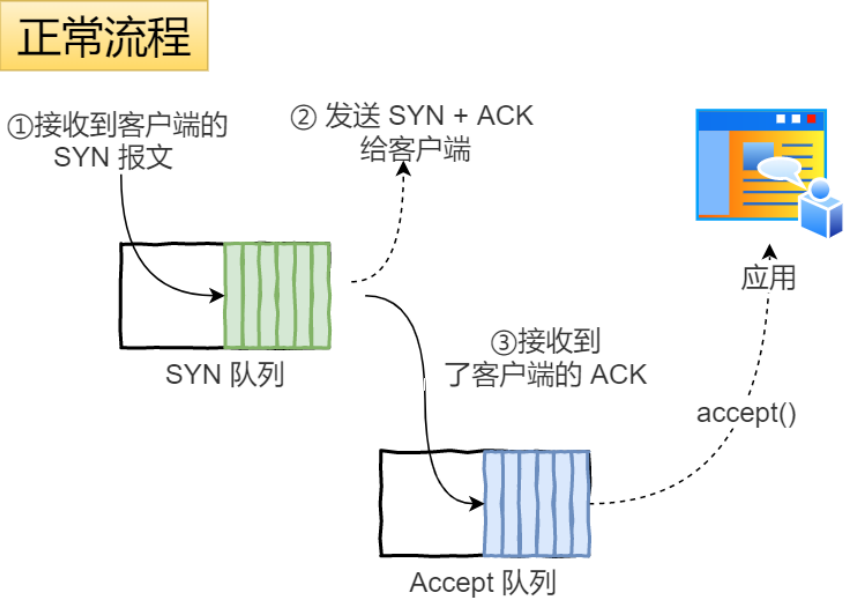 正常流程
①接收到客户端的
SYN 报文
② 发送 SYN + ACK
给客户端
应用
③接收到
了客户端的 ACK
SYN 队列
accept()
Accept 队列